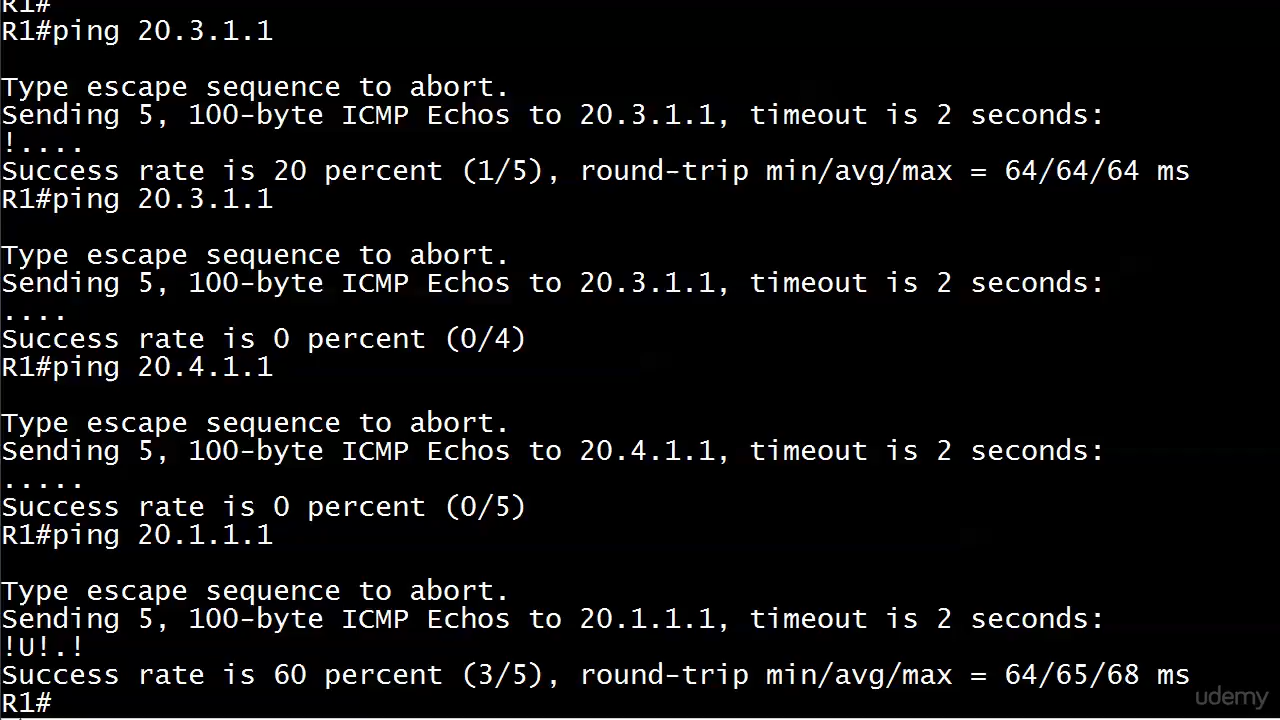 R1#
R1#ping 20.3.1.1
Type escape sequence to abort.
Sending 5, 100-byte ICMP Echos to 20.3.1.1, timeout is 2 seconds:
!....
Success rate is 20 percent (1/5), round-trip min/avg/max = 64/64/64 ms
R1#ping 20.3.1.1
Type escape sequence to abort.
Sending 5, 100-byte ICMP Echos to 20.3.1.1, timeout is 2 seconds:
....
Success rate is 0 percent (0/4)
R1#ping 20.4.1.1
Type escape sequence to abort.
Sending 5, 100-byte ICMP Echos to 20.4.1.1, timeout is 2 seconds:
.....
Success rate is 0 percent (0/5)
R1#ping 20.1.1.1
Type escape sequence to abort.
Sending 5, 100-byte ICMP Echos to 20.1.1.1, timeout is 2 seconds:
!U!.!
Success rate is 60 percent (3/5), round-trip min/avg/max = 64/65/68 ms
R1#
udemy